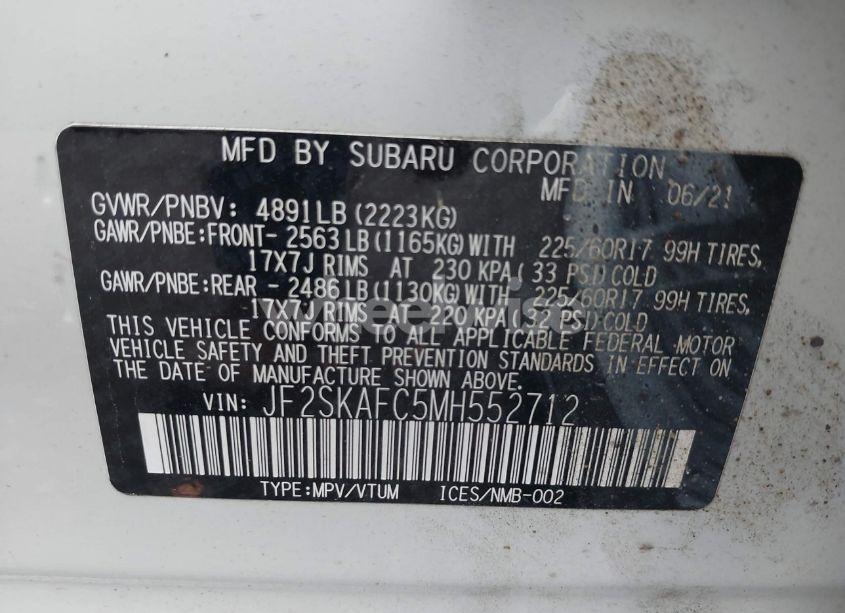 MFD BY SUBARU CORPORATION
MFD IN 06/21
GVWR/PNBV: 4891LB (2223KG)
GAWR/PNBE:FRONT- 2563 LB (1165KG) WITH 225/60R17 99H TIRES,
17X7J RIMS AT 230 KPA ( 33 PSI) COLD
GAWR/PNBE:REAR - 2486 LB (1130KG) WITH 225/60R17 99H TIRES,
17X7J RIMS AT 220 KPA (32 PSI) COLD
THIS VEHICLE CONFORMS TO ALL APPLICABLE FEDERAL MOTOR
VEHICLE SAFETY AND THEFT PREVENTION STANDARDS IN EFFECT ON
THE DATE OF MANUFACTURE SHOWN ABOVE.
VIN: JF2SKAFC5MH552712
TYPE:MPV/VTUM ICES/NMB-002